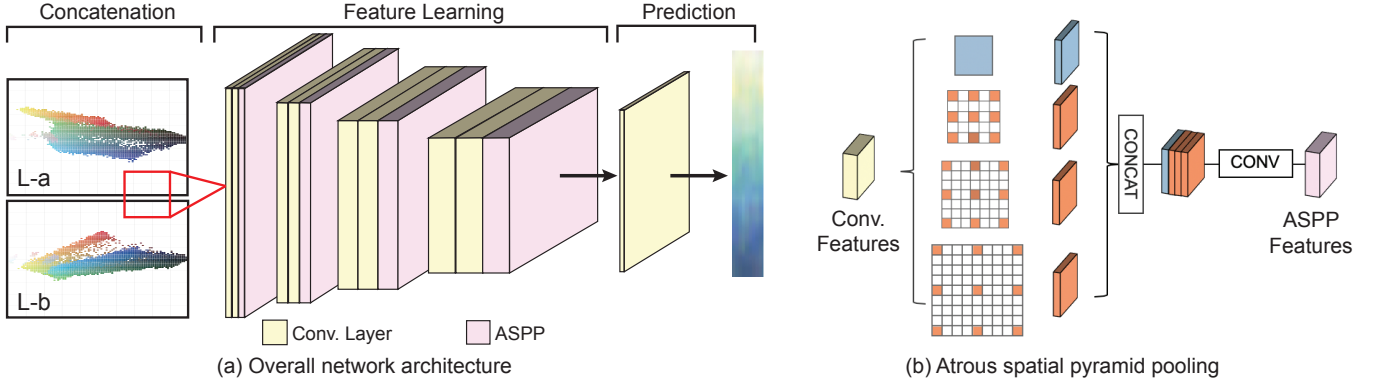 Concatenation
Feature Learning
Prediction
L-a
L-b
Conv. Layer
ASPP
(a) Overall network architecture
Conv.
Features
CONCAT
CONV
ASPP
Features
(b) Atrous spatial pyramid pooling